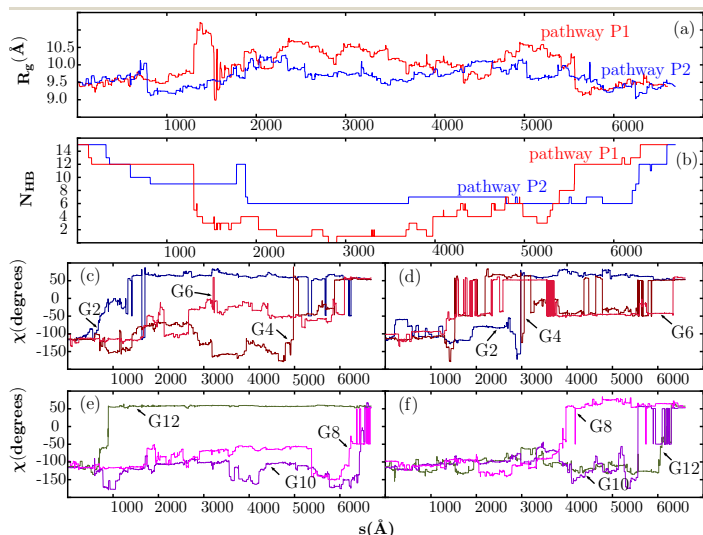 (a)
pathway P1
pathway P2
R_g(Å)
10.5
10.0
9.5
9.0
1000 2000 3000 4000 5000 6000
(b)
pathway P1
pathway P2
N_HB
14
12
10
8
6
4
2
1000 2000 3000 4000 5000 6000
(c)
G6
G2
G4
χ(degrees)
50
0
-50
-100
-150
1000 2000 3000 4000 5000 6000
(d)
G2
G4
G6
1000 2000 3000 4000 5000 6000
(e)
G12
G8
G10
χ(degrees)
50
0
-50
-100
-150
0 1000 2000 3000 4000 5000 6000
(f)
G8
G10
G12
0 1000 2000 3000 4000 5000 6000
s(Å)